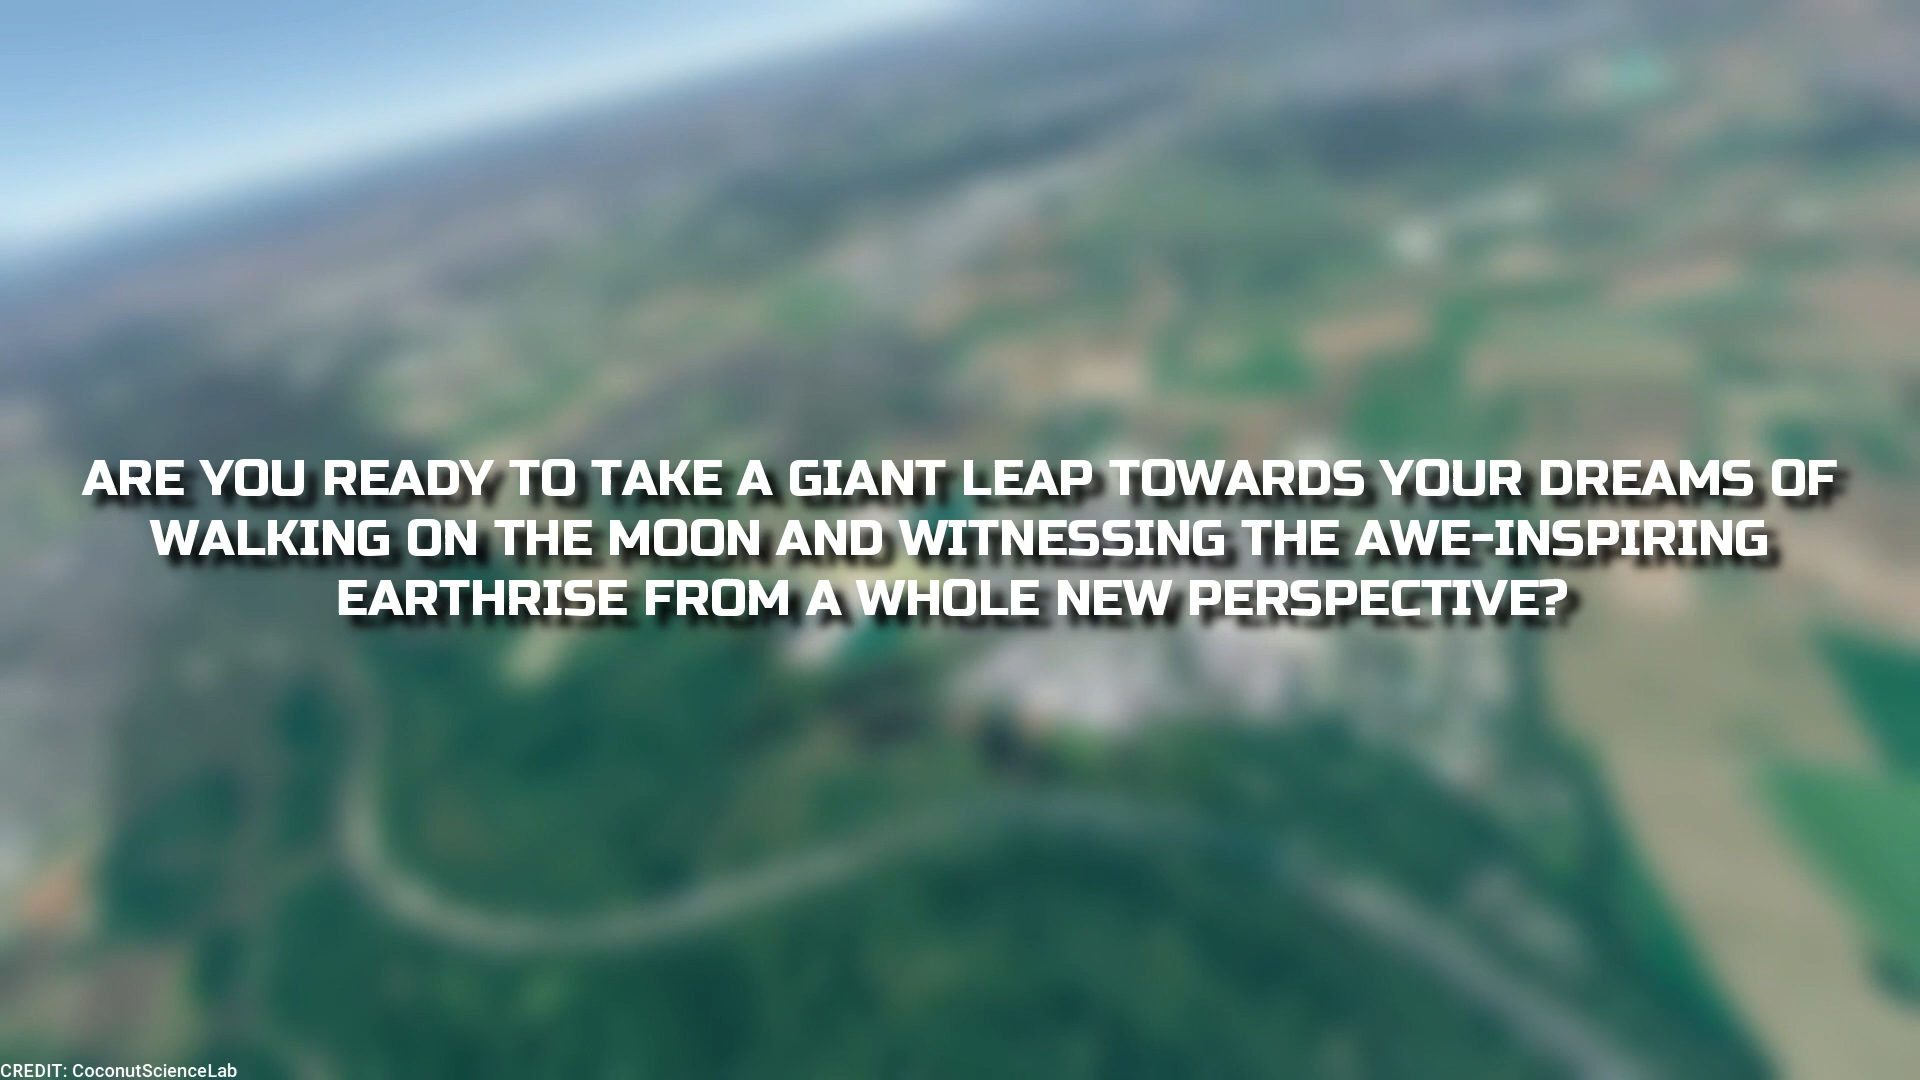 ARE YOU READY TO TAKE A GIANT LEAP TOWARDS YOUR DREAMS OF
WALKING ON THE MOON AND WITNESSING THE AWE-INSPIRING
EARTHRISE FROM A WHOLE NEW PERSPECTIVE?
CREDIT: CoconutScienceLab